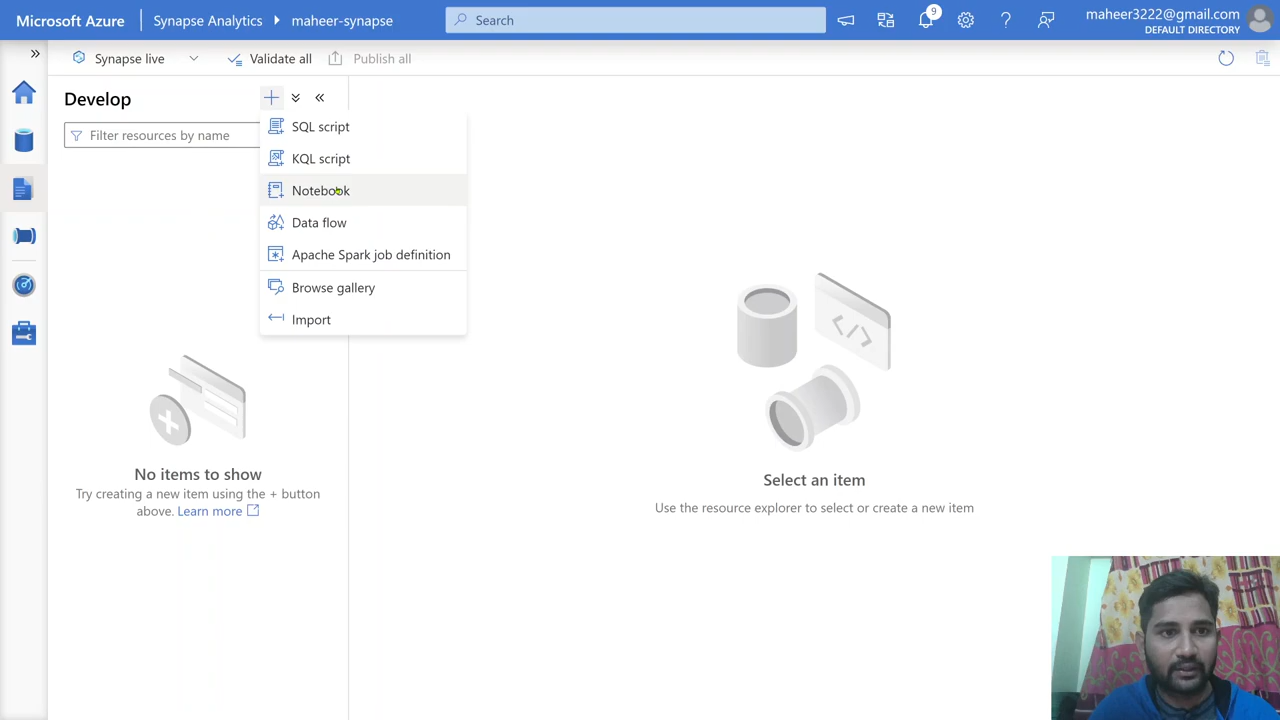 Microsoft Azure
Synapse Analytics
maheer-synapse
Search
9
maheer3222@gmail.com
DEFAULT DIRECTORY
Synapse live
Validate all
Publish all
Develop
Filter resources by name
SQL script
KQL script
Notebook
Data flow
Apache Spark job definition
Browse gallery
Import
No items to show
Try creating a new item using the + button
above. Learn more
Select an item
Use the resource explorer to select or create a new item